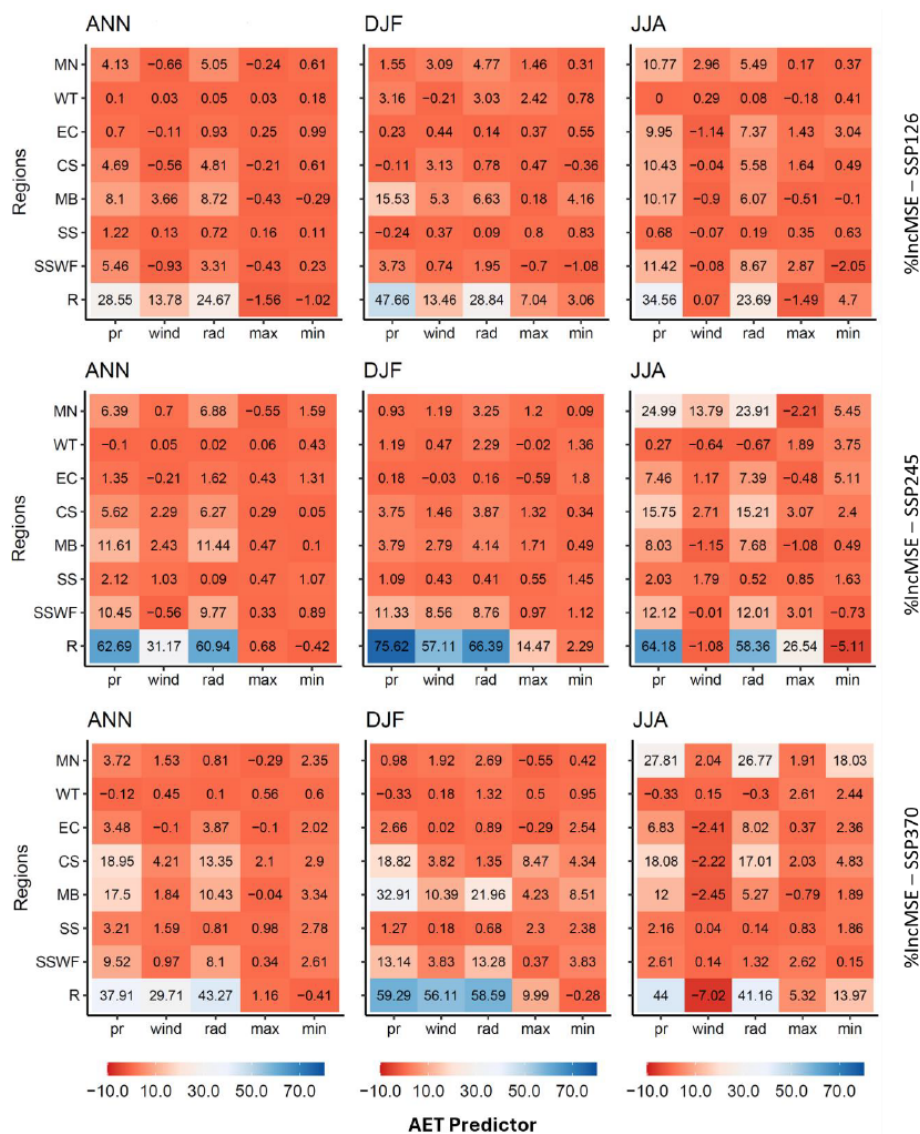 ANN DJF JJA
MN 4.13 −0.66 5.05 −0.24 0.61 1.55 3.09 4.77 1.46 0.31 10.77 2.96 5.49 0.17 0.37
WT 0.1 0.03 0.05 0.03 0.18 3.16 −0.21 3.03 2.42 0.78 0 0.29 0.08 −0.18 0.41
EC 0.7 −0.11 0.93 0.25 0.99 0.23 0.44 0.14 0.37 0.55 9.95 −1.14 7.37 1.43 3.04
CS 4.69 −0.56 4.81 −0.21 0.61 −0.11 3.13 0.78 0.47 −0.36 10.43 −0.04 5.58 1.64 0.49
MB 8.1 3.66 8.72 −0.43 −0.29 15.53 5.3 6.63 0.18 4.16 10.17 −0.9 6.07 −0.51 −0.1
SS 1.22 0.13 0.72 0.16 0.11 −0.24 0.37 0.09 0.8 0.83 0.68 −0.07 0.19 0.35 0.63
SSWF 5.46 −0.93 3.31 −0.43 0.23 3.73 0.74 1.95 −0.7 −1.08 11.42 −0.08 8.67 2.87 −2.05
R 28.55 13.78 24.67 −1.56 −1.02 47.66 13.46 28.84 7.04 3.06 34.56 0.07 23.69 −1.49 4.7
pr wind rad max min pr wind rad max min pr wind rad max min
Regions
%IncMSE – SSP126
ANN DJF JJA
MN 6.39 0.7 6.88 −0.55 1.59 0.93 1.19 3.25 1.2 0.09 24.99 13.79 23.91 −2.21 5.45
WT −0.1 0.05 0.02 0.06 0.43 1.19 0.47 2.29 −0.02 1.36 0.27 −0.64 −0.67 1.89 3.75
EC 1.35 −0.21 1.62 0.43 1.31 0.18 −0.03 0.16 −0.59 1.8 7.46 1.17 7.39 −0.48 5.11
CS 5.62 2.29 6.27 0.29 0.05 3.75 1.46 3.87 1.32 0.34 15.75 2.71 15.21 3.07 2.4
MB 11.61 2.43 11.44 0.47 0.1 3.79 2.79 4.14 1.71 0.49 8.03 −1.15 7.68 −1.08 0.49
SS 2.12 1.03 0.09 0.47 1.07 1.09 0.43 0.41 0.55 1.45 2.03 1.79 0.52 0.85 1.63
SSWF 10.45 −0.56 9.77 0.33 0.89 11.33 8.56 8.76 0.97 1.12 12.12 −0.01 12.01 3.01 −0.73
R 62.69 31.17 60.94 0.68 −0.42 75.62 57.11 66.39 14.47 2.29 64.18 −1.08 58.36 26.54 −5.11
pr wind rad max min pr wind rad max min pr wind rad max min
Regions
%IncMSE – SSP245
ANN DJF JJA
MN 3.72 1.53 0.81 −0.29 2.35 0.98 1.92 2.69 −0.55 0.42 27.81 2.04 26.77 1.91 18.03
WT −0.12 0.45 0.1 0.56 0.6 −0.33 0.18 1.32 0.5 0.95 −0.33 0.15 −0.3 2.61 2.44
EC 3.48 −0.1 3.87 −0.1 2.02 2.66 0.02 0.89 −0.29 2.54 6.83 −2.41 8.02 0.37 2.36
CS 18.95 4.21 13.35 2.1 2.9 18.82 3.82 1.35 8.47 4.34 18.08 −2.22 17.01 2.03 4.83
MB 17.5 1.84 10.43 −0.04 3.34 32.91 10.39 21.96 4.23 8.51 12 −2.45 5.27 −0.79 1.89
SS 3.21 1.59 0.81 0.98 2.78 1.27 0.18 0.68 2.3 2.38 2.16 0.04 0.14 0.83 1.86
SSWF 9.52 0.97 8.1 0.34 2.61 13.14 3.83 13.28 0.37 3.83 2.61 0.14 1.32 2.62 0.15
R 37.91 29.71 43.27 1.16 −0.41 59.29 56.11 58.59 9.99 −0.28 44 −7.02 41.16 5.32 13.97
pr wind rad max min pr wind rad max min pr wind rad max min
Regions
%IncMSE – SSP370
−10.0 10.0 30.0 50.0 70.0 −10.0 10.0 30.0 50.0 70.0 −10.0 10.0 30.0 50.0 70.0
AET Predictor